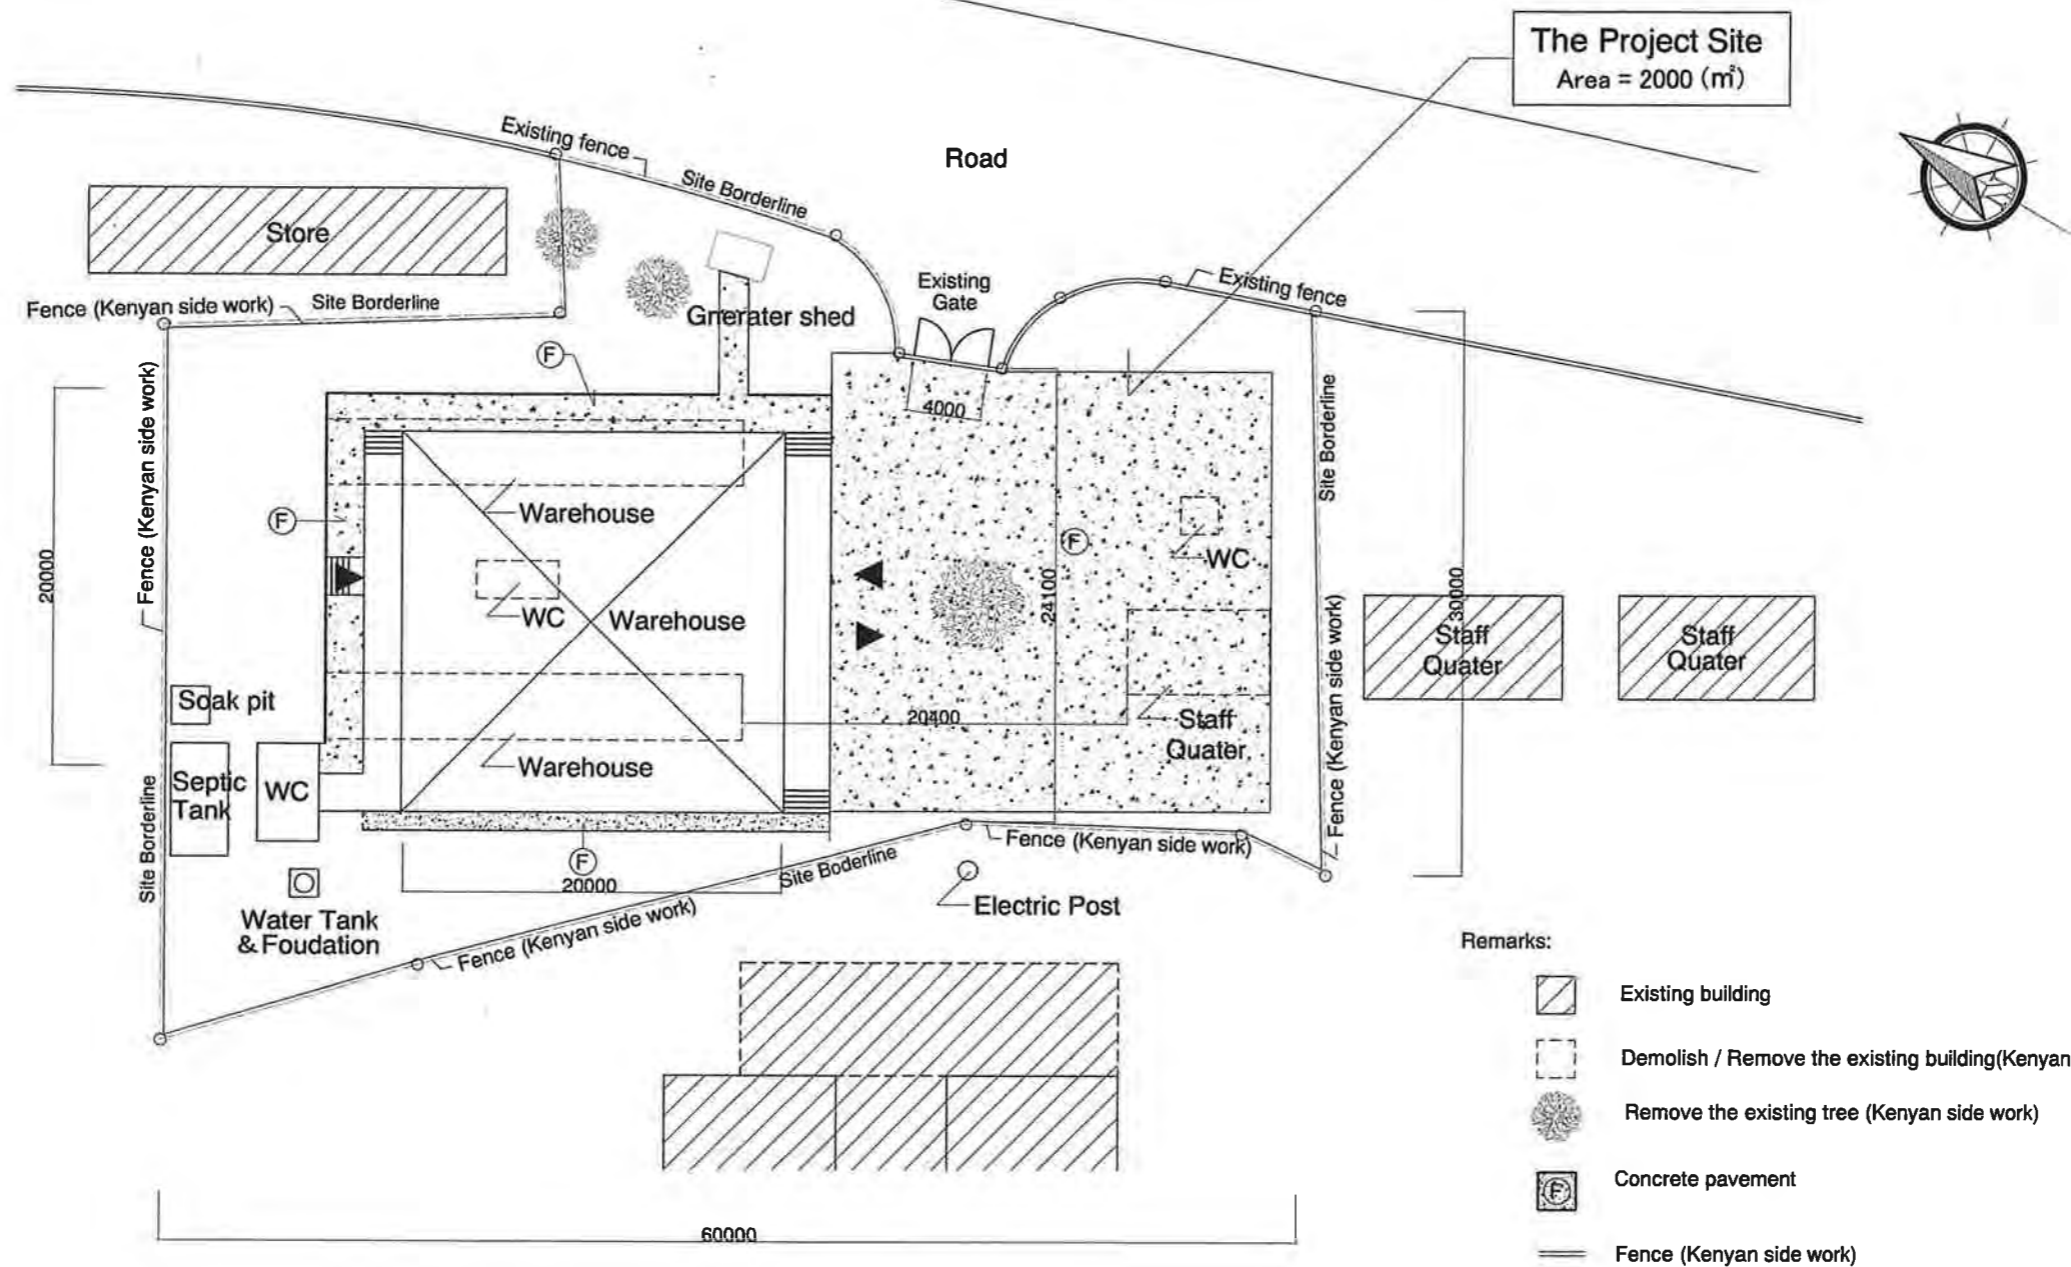 The Project Site
Area = 2000 (㎡)
Existing fence
Site Borderline
Road
Store
Existing
Gate
Existing fence
Fence (Kenyan side work)
Site Borderline
Gnerater shed
F
4000
Fence (Kenyan side work)
Site Borderline
20000
F
Warehouse
F
WC
WC
Warehouse
24100
30000
Staff
Quater
Staff
Quater
Fence (Kenyan side work)
Soak pit
20400
Staff
Quater
Warehouse
Septic
Tank
WC
Site Borderline
F
20000
Site Boderline
Fence (Kenyan side work)
Electric Post
Water Tank
& Foudation
Fence (Kenyan side work)
Remarks:
Existing building
Demolish / Remove the existing building(Kenyan
Remove the existing tree (Kenyan side work)
F
Concrete pavement
60000
Fence (Kenyan side work)